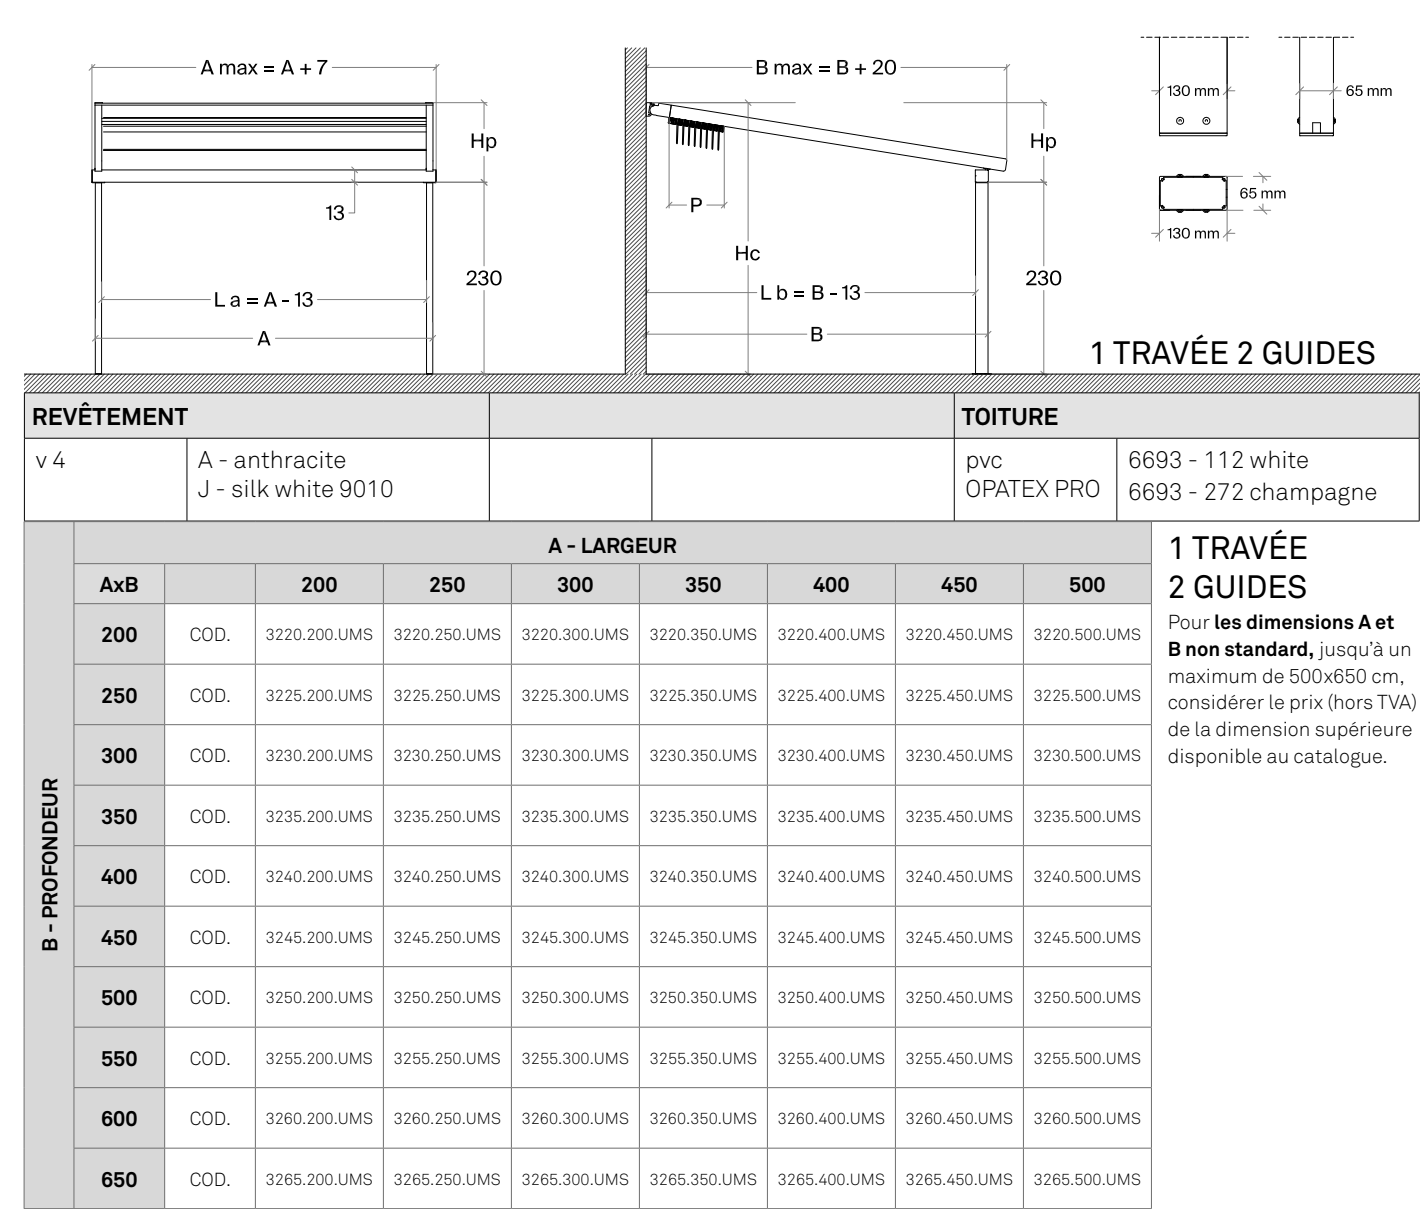 A max = A + 7
Hp
13
230
L a = A - 13
A
B max = B + 20
Hp
P
Hc
230
L b = B - 13
B
130 mm
65 mm
65 mm
130 mm
1 TRAVÉE 2 GUIDES
REVÊTEMENT TOITURE
v 4 A - anthracite pvc 6693 - 112 white
J - silk white 9010 OPATEX PRO 6693 - 272 champagne
A - LARGEUR
AxB 200 250 300 350 400 450 500
B - PROFONDEUR
200 COD. 3220.200.UMS 3220.250.UMS 3220.300.UMS 3220.350.UMS 3220.400.UMS 3220.450.UMS 3220.500.UMS
250 COD. 3225.200.UMS 3225.250.UMS 3225.300.UMS 3225.350.UMS 3225.400.UMS 3225.450.UMS 3225.500.UMS
300 COD. 3230.200.UMS 3230.250.UMS 3230.300.UMS 3230.350.UMS 3230.400.UMS 3230.450.UMS 3230.500.UMS
350 COD. 3235.200.UMS 3235.250.UMS 3235.300.UMS 3235.350.UMS 3235.400.UMS 3235.450.UMS 3235.500.UMS
400 COD. 3240.200.UMS 3240.250.UMS 3240.300.UMS 3240.350.UMS 3240.400.UMS 3240.450.UMS 3240.500.UMS
450 COD. 3245.200.UMS 3245.250.UMS 3245.300.UMS 3245.350.UMS 3245.400.UMS 3245.450.UMS 3245.500.UMS
500 COD. 3250.200.UMS 3250.250.UMS 3250.300.UMS 3250.350.UMS 3250.400.UMS 3250.450.UMS 3250.500.UMS
550 COD. 3255.200.UMS 3255.250.UMS 3255.300.UMS 3255.350.UMS 3255.400.UMS 3255.450.UMS 3255.500.UMS
600 COD. 3260.200.UMS 3260.250.UMS 3260.300.UMS 3260.350.UMS 3260.400.UMS 3260.450.UMS 3260.500.UMS
650 COD. 3265.200.UMS 3265.250.UMS 3265.300.UMS 3265.350.UMS 3265.400.UMS 3265.450.UMS 3265.500.UMS
1 TRAVÉE
2 GUIDES
Pour les dimensions A et
B non standard, jusqu'à un
maximum de 500x650 cm,
considérer le prix (hors TVA)
de la dimension supérieure
disponible au catalogue.